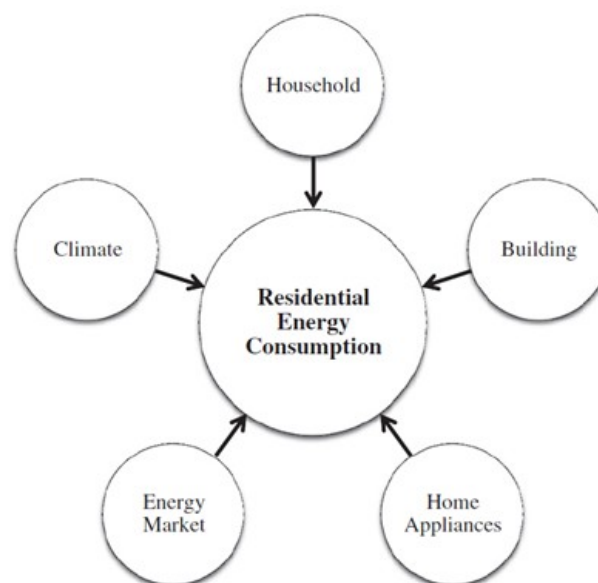 Household
Climate
Building
Residential
Energy
Consumption
Energy
Market
Home
Appliances